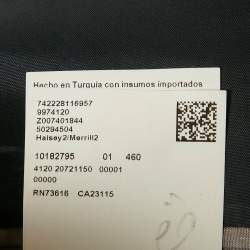 Hecho en Turquía con insumos importados
742228116957
9974120
Z007401844
50294504
Halsey2/Merrill2
10182795 01 460
4120 20721150 00001
00000
RN73616 CA23115